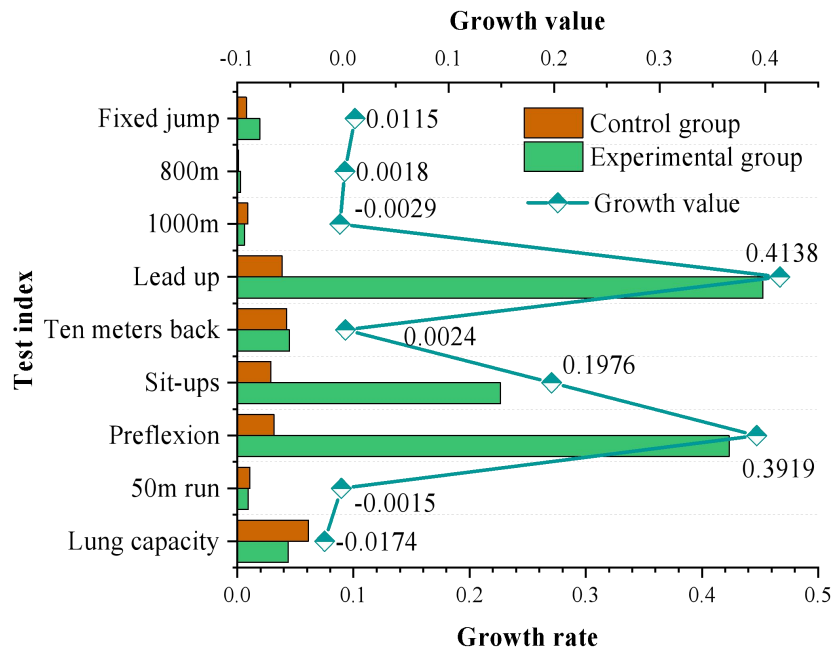 Growth value
-0.1 0.0 0.1 0.2 0.3 0.4
Fixed jump 0.0115 Control group
800m 0.0018 Experimental group
1000m -0.0029 Growth value
Lead up 0.4138
Ten meters back 0.0024
Sit-ups 0.1976
Preflexion 0.3919
50m run -0.0015
Lung capacity -0.0174
Test index
0.0 0.1 0.2 0.3 0.4 0.5
Growth rate